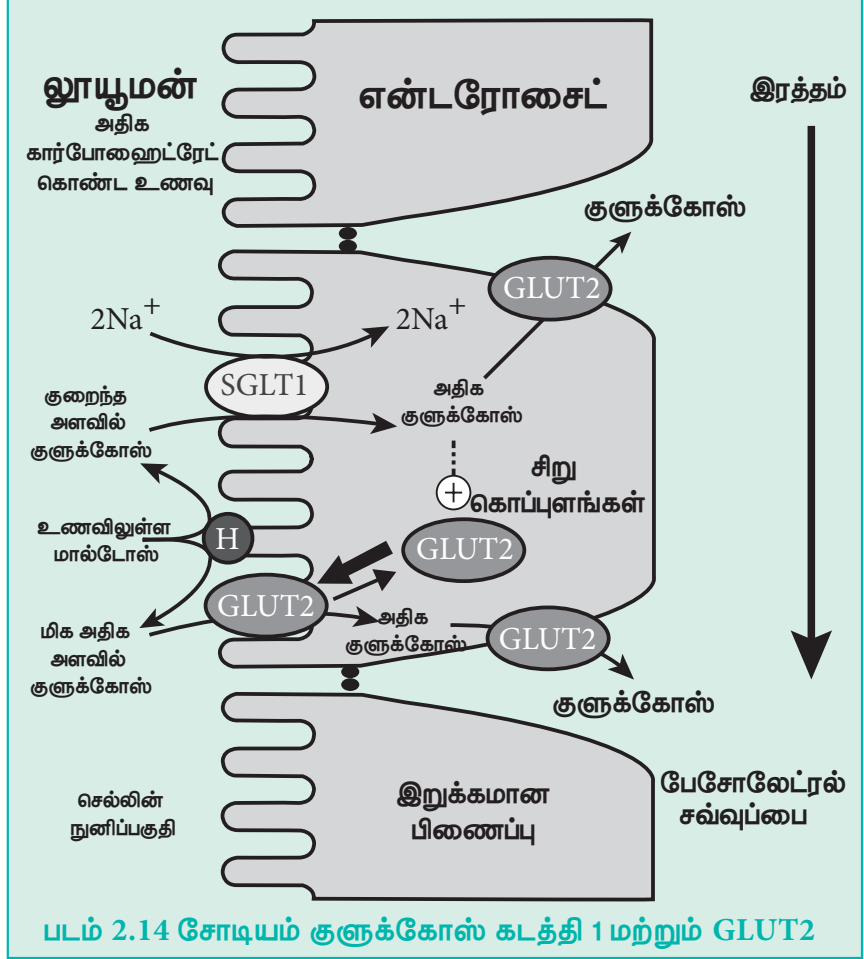 லூயூமன்
அதிக
கார்போஹைட்ரேட்
கொண்ட உணவு
என்டரோசைட்
இரத்தம்
குளுக்கோஸ்
GLUT2
2Na+
2Na+
SGLT1
குறைந்த
அளவில்
குளுக்கோஸ்
அதிக
குளுக்கோஸ்
+
சிறு
கொப்புளங்கள்
GLUT2
உணவிலுள்ள
மால்டோஸ்
H
GLUT2
மிக அதிக
அளவில்
குளுக்கோஸ்
அதிக
குளுக்கோஸ்
GLUT2
குளுக்கோஸ்
செல்லின்
நுனிப்பகுதி
இறுக்கமான
பிணைப்பு
பேசோலேட்ரல்
சவ்வுப்பை
படம் 2.14 சோடியம் குளுக்கோஸ் கடத்தி 1 மற்றும் GLUT2